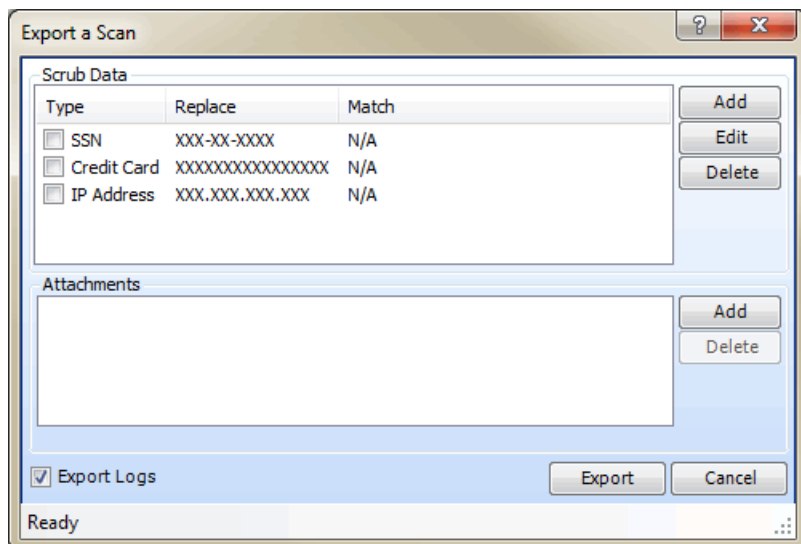 Export a Scan
?
X
Scrub Data
Type Replace Match
SSN XXX-XX-XXXX N/A
Credit Card XXXXXXXXXXXXXXXX N/A
IP Address XXX.XXX.XXX.XXX N/A
Add
Edit
Delete
Attachments
Add
Delete
Export Logs
Export
Cancel
Ready